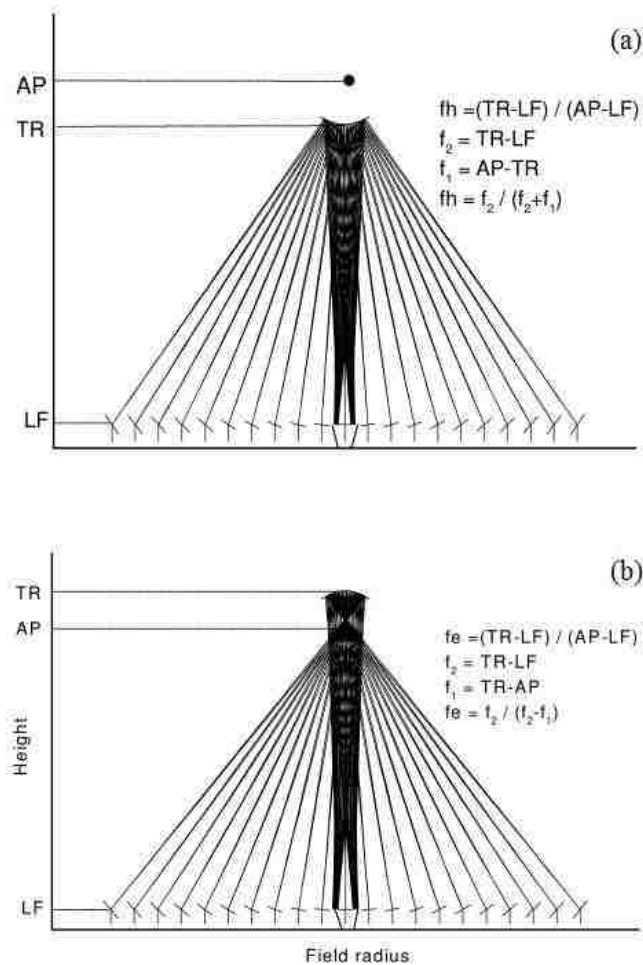 (a)
AP
TR
fh =(TR-LF) / (AP-LF)
f₂ = TR-LF
f₁ = AP-TR
fh = f₂ / (f₂+f₁)
LF
(b)
TR
AP
fe =(TR-LF) / (AP-LF)
f₂ = TR-LF
f₁ = TR-AP
fe = f₂ / (f₂-f₁)
Height
LF
Field radius